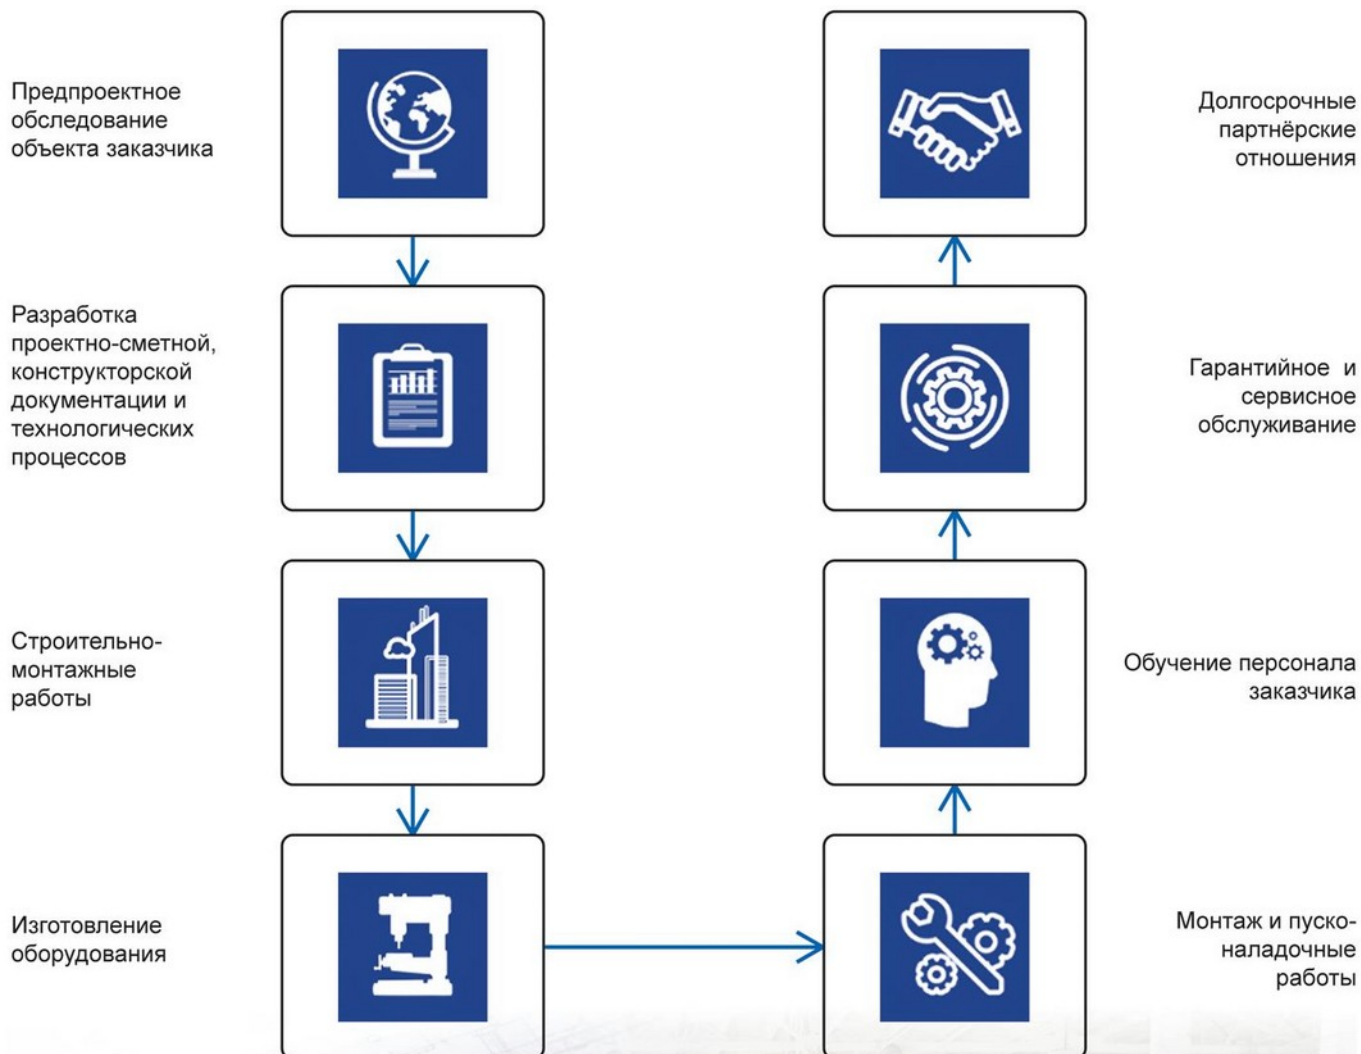 Предпроектное
обследование
объекта заказчика
Разработка
проектно-сметной,
конструкторской
документации и
технологических
процессов
Строительно-
монтажные
работы
Изготовление
оборудования
Долгосрочные
партнёрские
отношения
Гарантийное и
сервисное
обслуживание
Обучение персонала
заказчика
Монтаж и пуско-
наладочные
работы